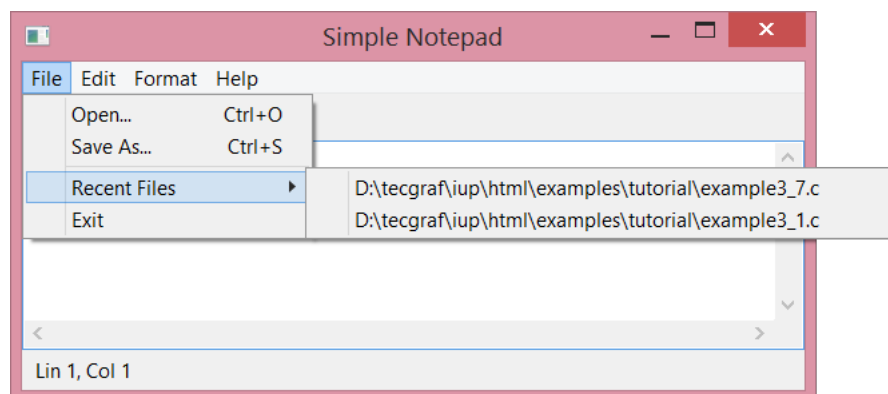 Simple Notepad
File Edit Format Help
Open... Ctrl+O
Save As... Ctrl+S
Recent Files
D:\tecgraf\iup\html\examples\tutorial\example3_7.c
Exit
D:\tecgraf\iup\html\examples\tutorial\example3_1.c
Lin 1, Col 1